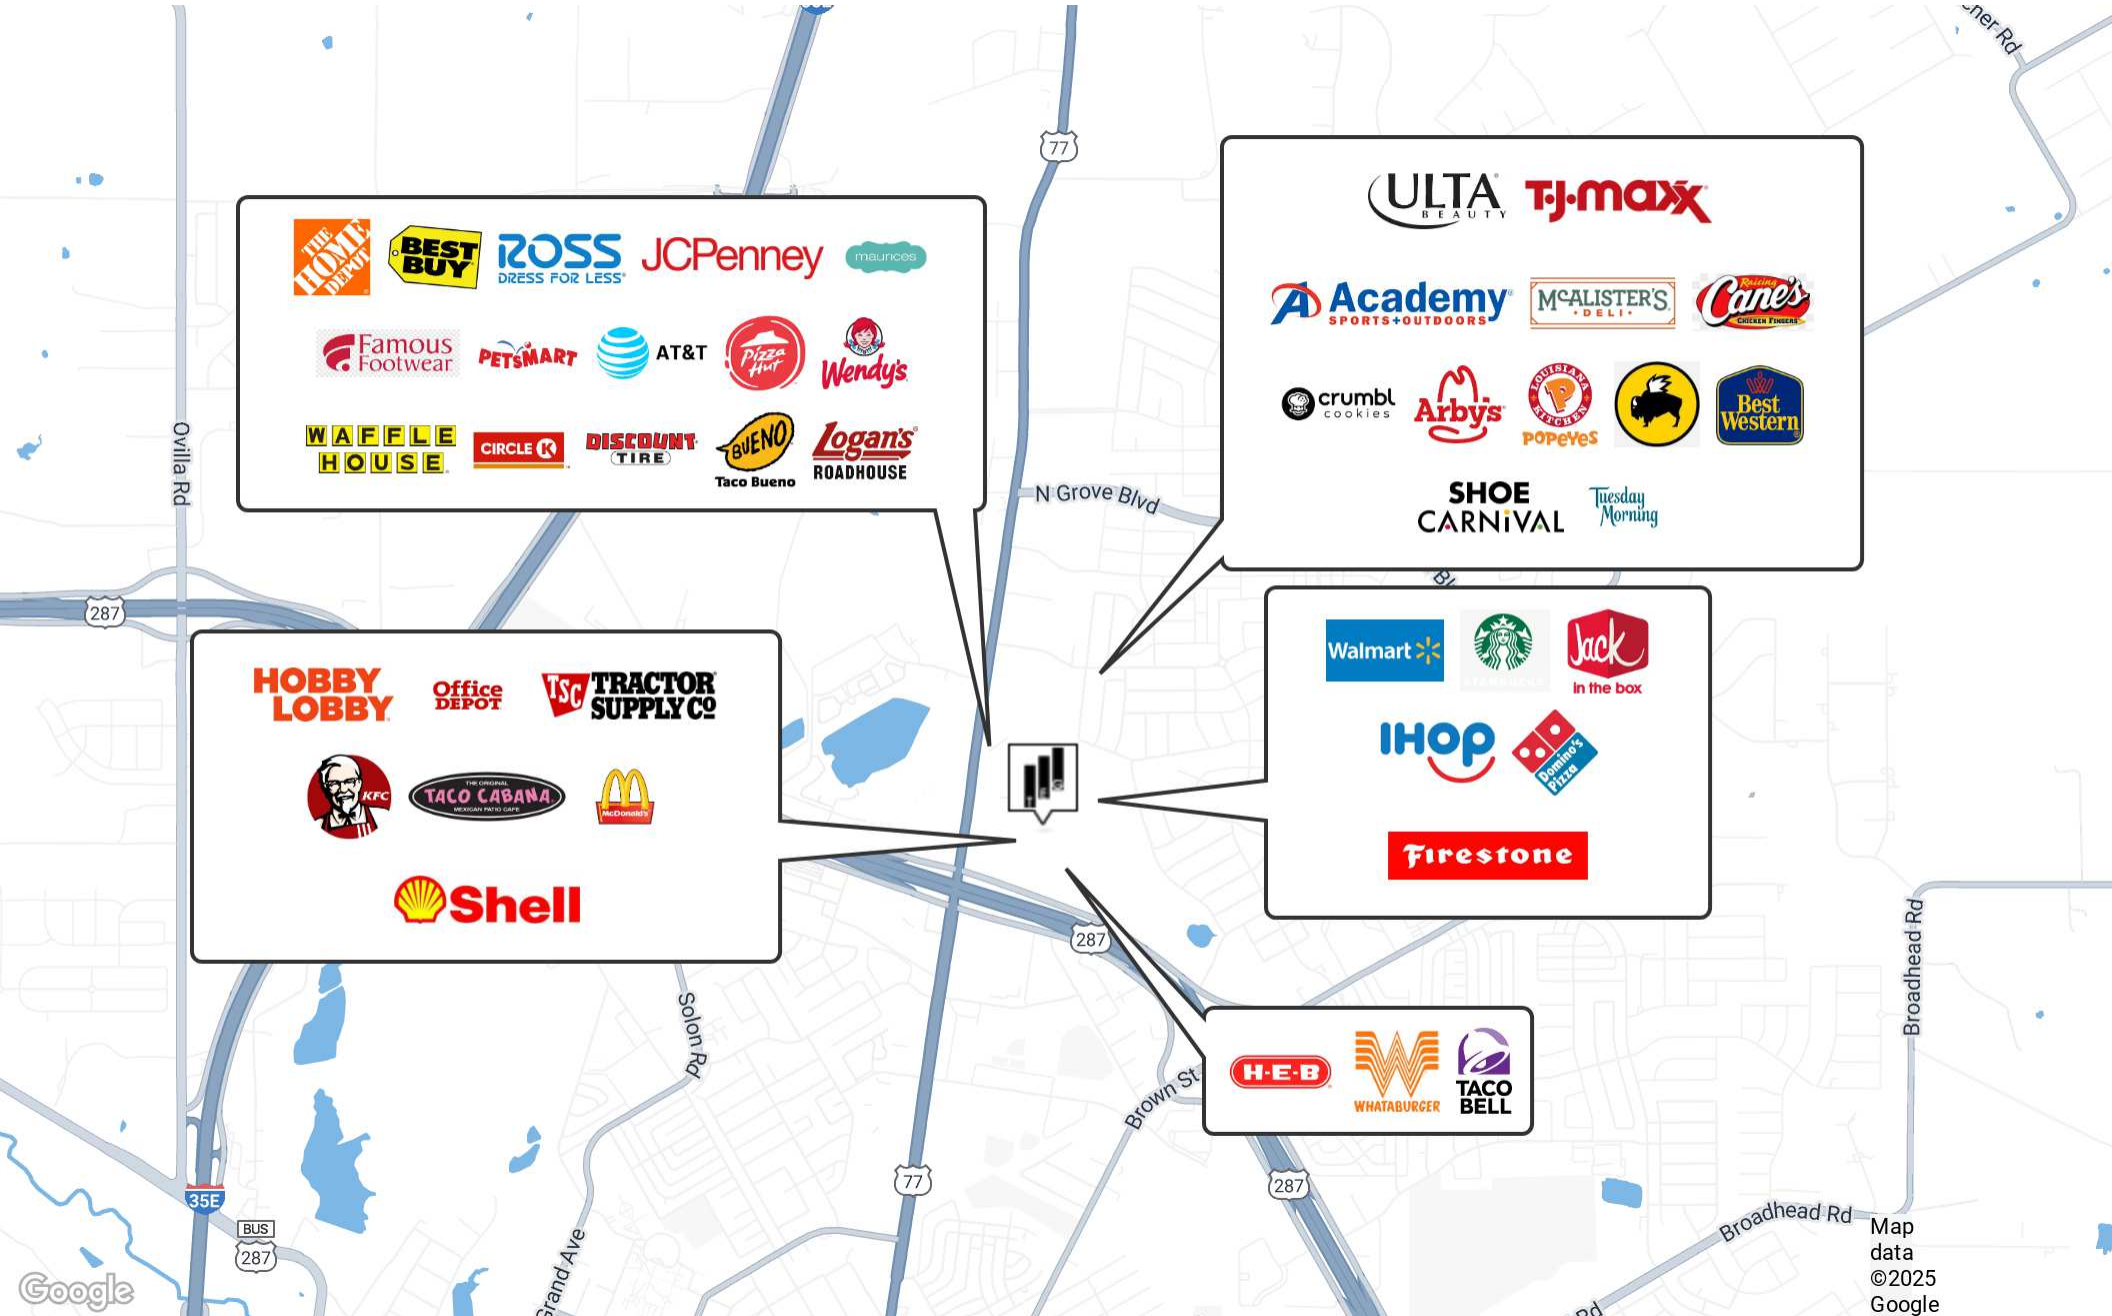 cher Rd
77
THE HOME DEPOT
BEST BUY
ROSS
DRESS FOR LESS
JCPenney
maurices
Famous Footwear
PETSMART
AT&T
Pizza Hut
Wendy's
WAFFLE HOUSE
CIRCLE K
DISCOUNT TIRE
BUENO
Taco Bueno
Logan's ROADHOUSE
ULTA BEAUTY
T.J.maxx
Academy SPORTS+OUTDOORS
McALISTER'S DELI
Raising Cane's CHICKEN FINGERS
crumbl cookies
Arby's
LOUISIANA KITCHEN
POPEYES
Best Western
SHOE CARNiVAL
Tuesday Morning
Ovilla Rd
N Grove Blvd
Bl
287
HOBBY LOBBY
Office DEPOT
TSC TRACTOR SUPPLY Co
KFC
THE ORIGINAL
TACO CABANA
MEXICAN PATIO CAFE
McDonald's
Shell
Walmart
Jack in the box
IHOP
Domino's Pizza
Firestone
287
Broadhead Rd
Solon Rd
Brown St
H-E-B
WHATABURGER
TACO BELL
77
287
35E
BUS
287
Grand Ave
Broadhead Rd
Rd
Google
Map
data
©2025
Google